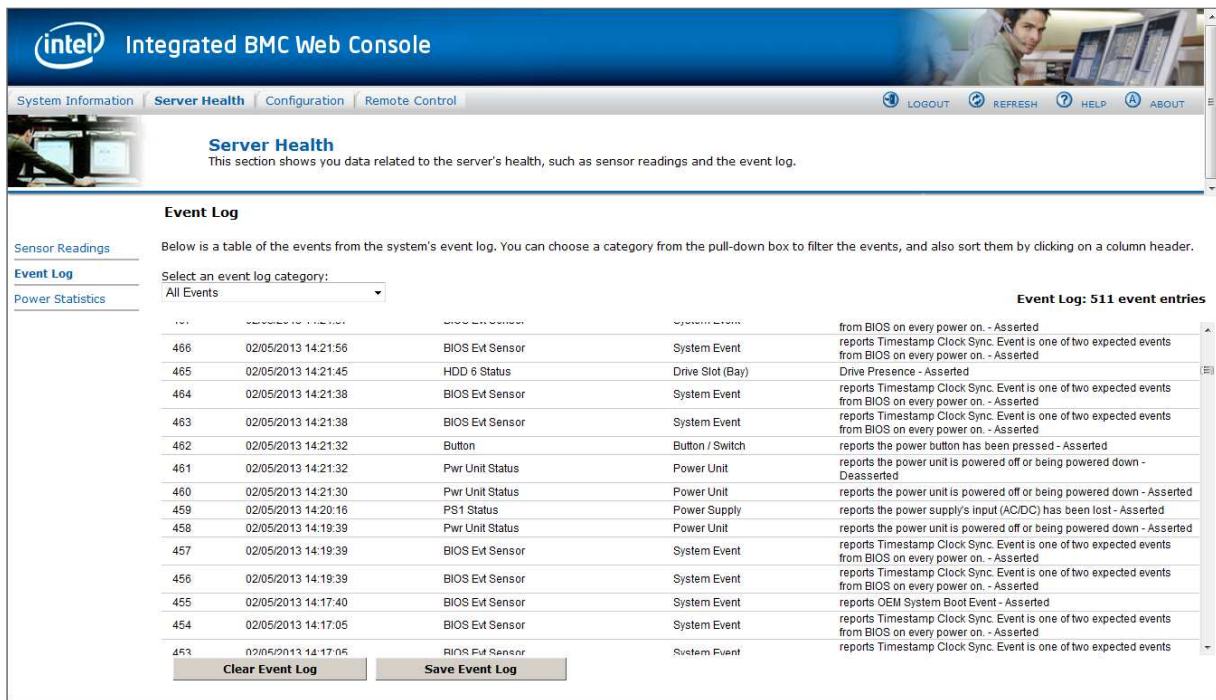 intel Integrated BMC Web Console
System Information Server Health Configuration Remote Control LOGOUT REFRESH HELP ABOUT
Server Health
This section shows you data related to the server's health, such as sensor readings and the event log.
Event Log
Sensor Readings
Event Log
Power Statistics
Below is a table of the events from the system's event log. You can choose a category from the pull-down box to filter the events, and also sort them by clicking on a column header.
Select an event log category:
All Events
Event Log: 511 event entries
from BIOS on every power on. - Asserted
466 02/05/2013 14:21:56 BIOS Evt Sensor System Event reports Timestamp Clock Sync. Event is one of two expected events
from BIOS on every power on. - Asserted
465 02/05/2013 14:21:45 HDD 6 Status Drive Slot (Bay) Drive Presence - Asserted
464 02/05/2013 14:21:38 BIOS Evt Sensor System Event reports Timestamp Clock Sync. Event is one of two expected events
from BIOS on every power on. - Asserted
463 02/05/2013 14:21:38 BIOS Evt Sensor System Event reports Timestamp Clock Sync. Event is one of two expected events
from BIOS on every power on. - Asserted
462 02/05/2013 14:21:32 Button Button / Switch reports the power button has been pressed - Asserted
461 02/05/2013 14:21:32 Pwr Unit Status Power Unit reports the power unit is powered off or being powered down -
Deasserted
460 02/05/2013 14:21:30 Pwr Unit Status Power Unit reports the power unit is powered off or being powered down - Asserted
459 02/05/2013 14:20:16 PS1 Status Power Supply reports the power supply's input (AC/DC) has been lost - Asserted
458 02/05/2013 14:19:39 Pwr Unit Status Power Unit reports the power unit is powered off or being powered down - Asserted
457 02/05/2013 14:19:39 BIOS Evt Sensor System Event reports Timestamp Clock Sync. Event is one of two expected events
from BIOS on every power on. - Asserted
456 02/05/2013 14:19:39 BIOS Evt Sensor System Event reports Timestamp Clock Sync. Event is one of two expected events
from BIOS on every power on. - Asserted
455 02/05/2013 14:17:40 BIOS Evt Sensor System Event reports OEM System Boot Event - Asserted
454 02/05/2013 14:17:05 BIOS Evt Sensor System Event reports Timestamp Clock Sync. Event is one of two expected events
from BIOS on every power on. - Asserted
453 02/05/2013 14:17:05 BIOS Evt Sensor System Event reports Timestamp Clock Sync. Event is one of two expected events
Clear Event Log Save Event Log